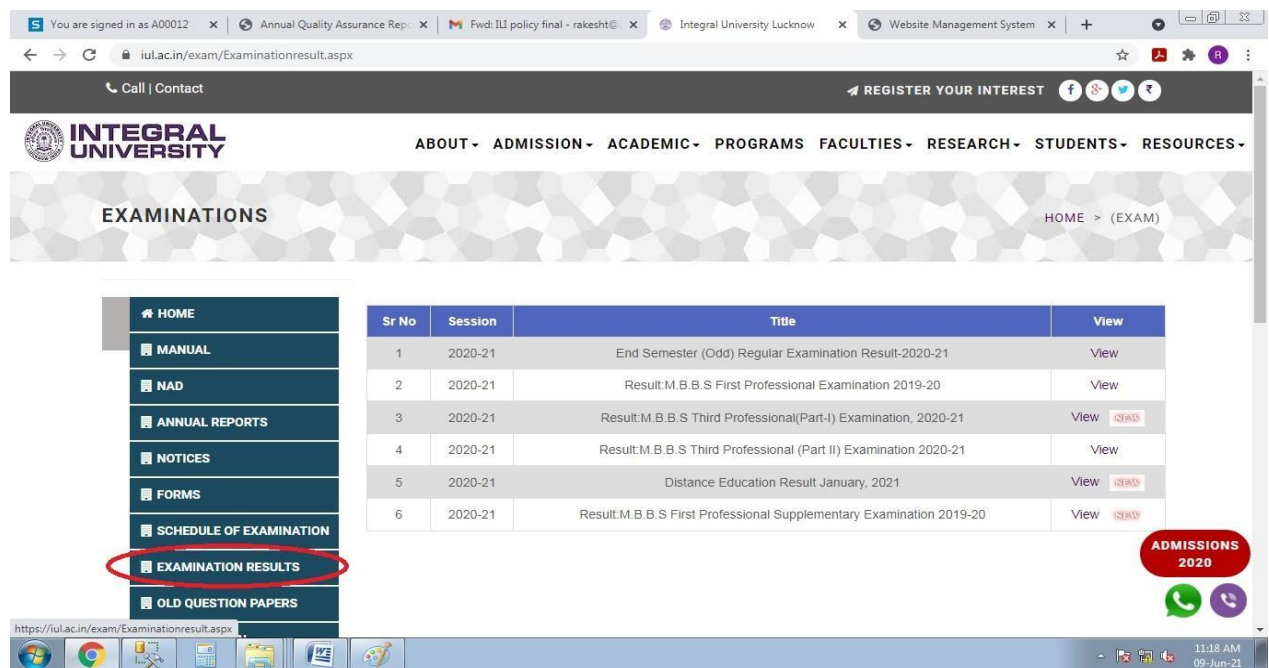 You are signed in as A00012
Annual Quality Assurance Repo
Fwd: ILI policy final - rakesht@
Integral University Lucknow
Website Management System
iul.ac.in/exam/Examinationresult.aspx
R
Call | Contact
REGISTER YOUR INTEREST
INTEGRAL
UNIVERSITY
ABOUT ADMISSION ACADEMIC PROGRAMS FACULTIES RESEARCH STUDENTS RESOURCES
EXAMINATIONS
HOME > (EXAM)
HOME
MANUAL
NAD
ANNUAL REPORTS
NOTICES
FORMS
SCHEDULE OF EXAMINATION
EXAMINATION RESULTS
OLD QUESTION PAPERS
Sr No Session Title View
1 2020-21 End Semester (Odd) Regular Examination Result-2020-21 View
2 2020-21 Result:M.B.B.S First Professional Examination 2019-20 View
3 2020-21 Result:M.B.B.S Third Professional(Part-I) Examination, 2020-21 View NEW
4 2020-21 Result:M.B.B.S Third Professional (Part II) Examination 2020-21 View
5 2020-21 Distance Education Result January, 2021 View NEW
6 2020-21 Result:M.B.B.S First Professional Supplementary Examination 2019-20 View NEW
ADMISSIONS
2020
https://iul.ac.in/exam/Examinationresult.aspx
11:18 AM
09-Jun-21